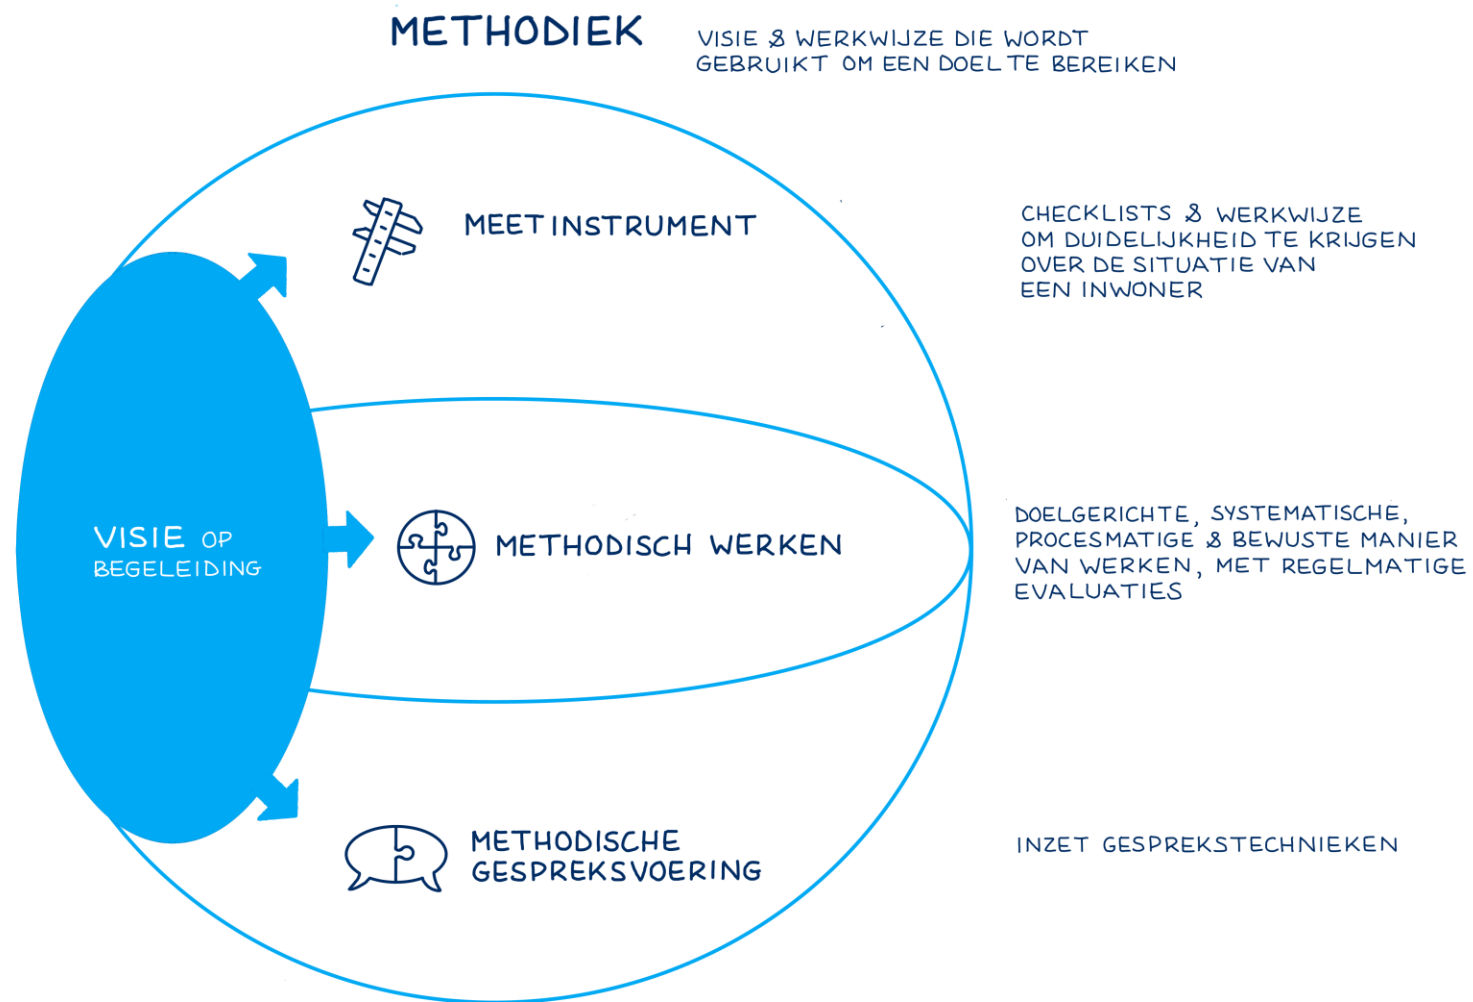 METHODIEK
VISIE & WERKWIJZE DIE WORDT
GEBRUIKT OM EEN DOEL TE BEREIKEN
MEETINSTRUMENT
CHECKLISTS & WERKWIJZE
OM DUIDELIJKHEID TE KRIJGEN
OVER DE SITUATIE VAN
EEN INWONER
VISIE OP
BEGELEIDING
METHODISCH WERKEN
DOELGERICHTE, SYSTEMATISCHE,
PROCESMATIGE & BEWUSTE MANIER
VAN WERKEN, MET REGELMATIGE
EVALUATIES
METHODISCHE
GESPREKSVOERING
INZET GESPREKSTECHNIEKEN